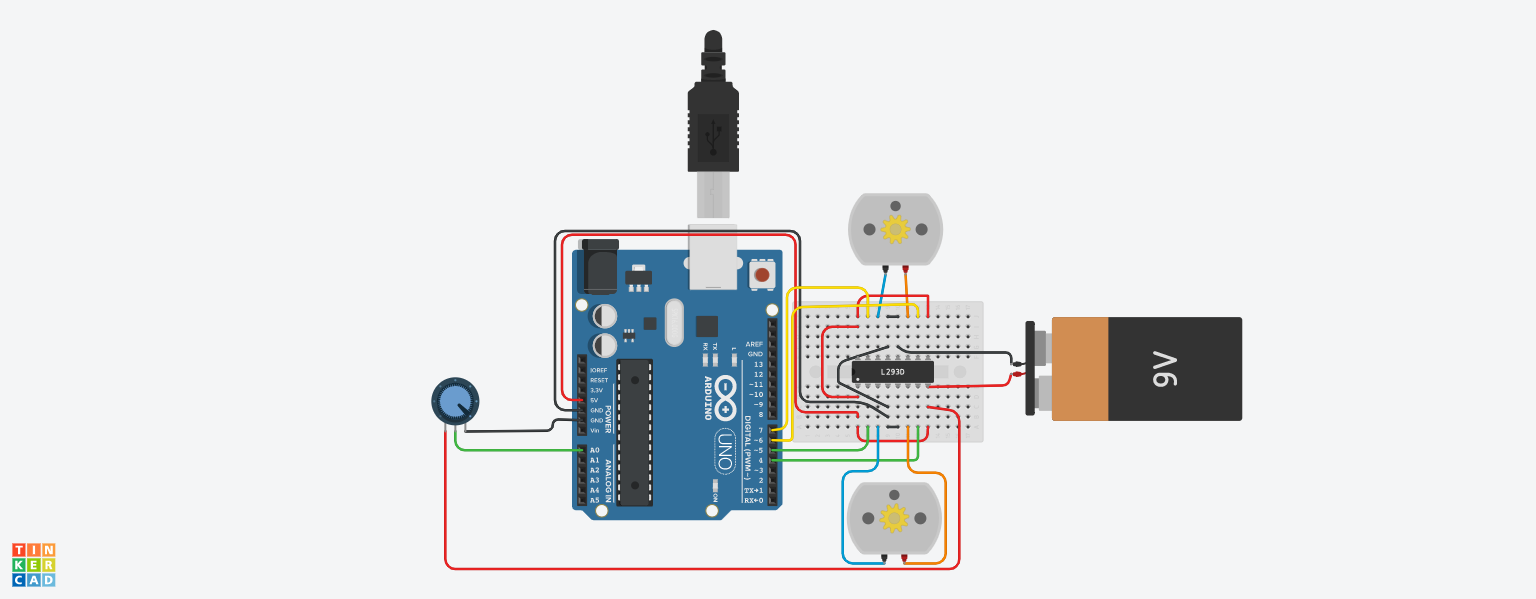 IOREF
RESET
3.3V
5V
GND
GND
Vin
POWER
A0
A1
A2
A3
A4
A5
ANALOG IN
RX
TX
L
ARDUINO
UNO
ON
AREF
GND
13
12
~11
~10
~9
8
7
~6
~5
4
~3
2
TX→1
RX←0
DIGITAL (PWM~)
L293D
9V
TIN
KER
CAD